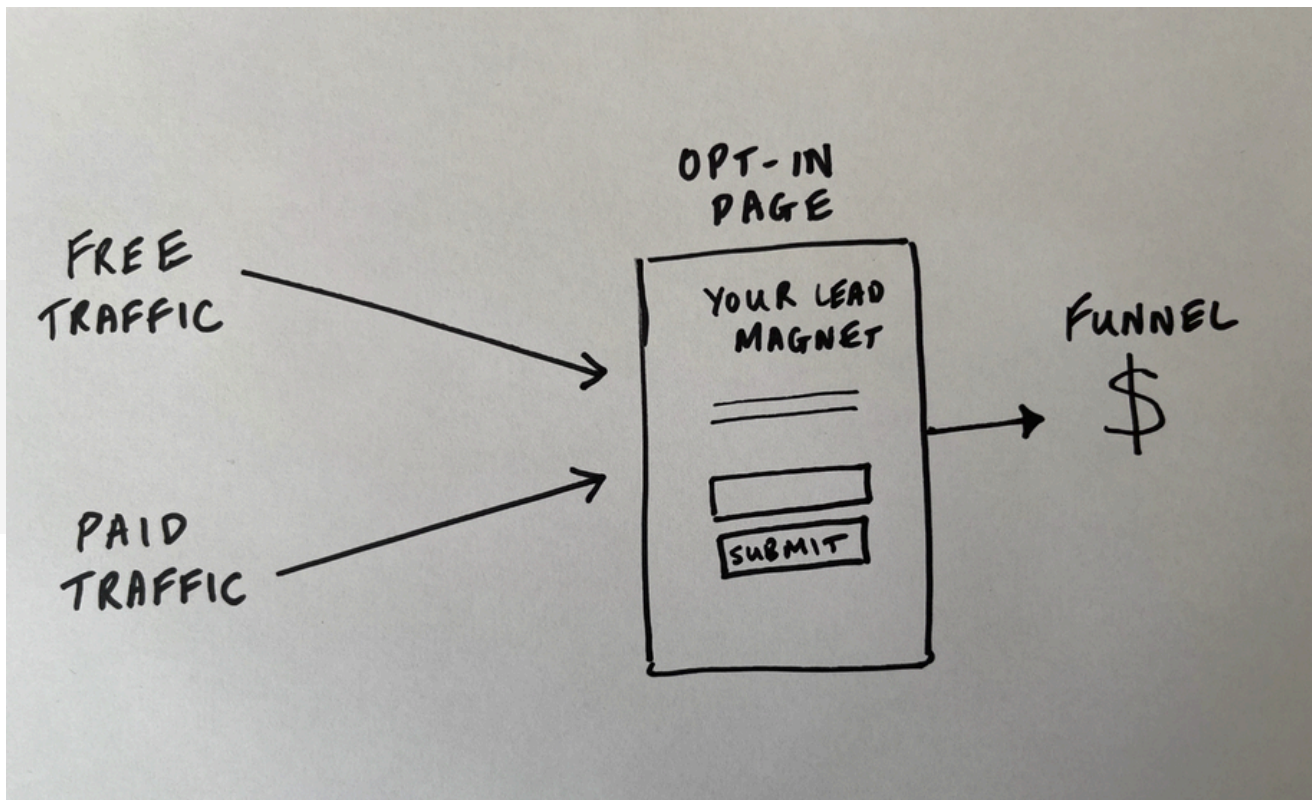 FREE
TRAFFIC
PAID
TRAFFIC
OPT-IN
PAGE
YOUR LEAD
MAGNET
SUBMIT
FUNNEL
$